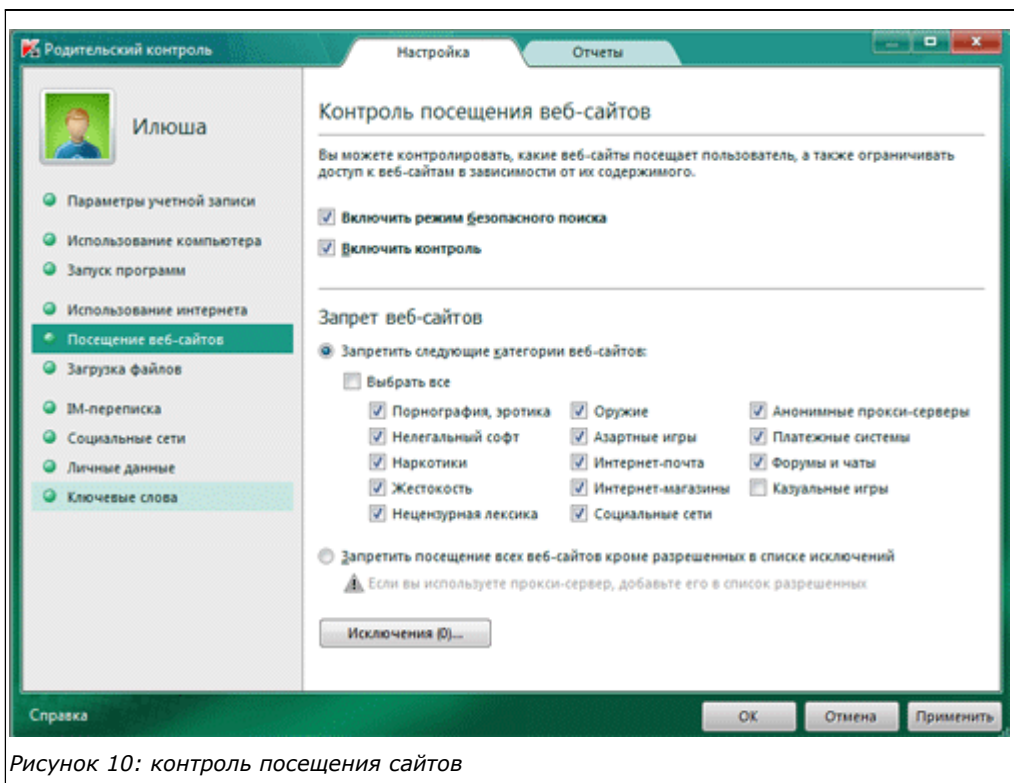 Родительский контроль
Настройка
Отчеты
Илюша
Параметры учетной записи
Использование компьютера
Запуск программ
Использование интернета
Посещение веб-сайтов
Загрузка файлов
IM-переписка
Социальные сети
Личные данные
Ключевые слова
Контроль посещения веб-сайтов
Вы можете контролировать, какие веб-сайты посещает пользователь, а также ограничивать
доступ к веб-сайтам в зависимости от их содержимого.
Включить режим безопасного поиска
Включить контроль
Запрет веб-сайтов
Запретить следующие категории веб-сайтов:
Выбрать все
Порнография, эротика
Оружие
Анонимные прокси-серверы
Нелегальный софт
Азартные игры
Платежные системы
Наркотики
Интернет-почта
Форумы и чаты
Жестокость
Интернет-магазины
Казуальные игры
Нецензурная лексика
Социальные сети
Запретить посещение всех веб-сайтов кроме разрешенных в списке исключений
Если вы используете прокси-сервер, добавьте его в список разрешенных
Исключения (0)...
Справка
ОК
Отмена
Применить
Рисунок 10: контроль посещения сайтов